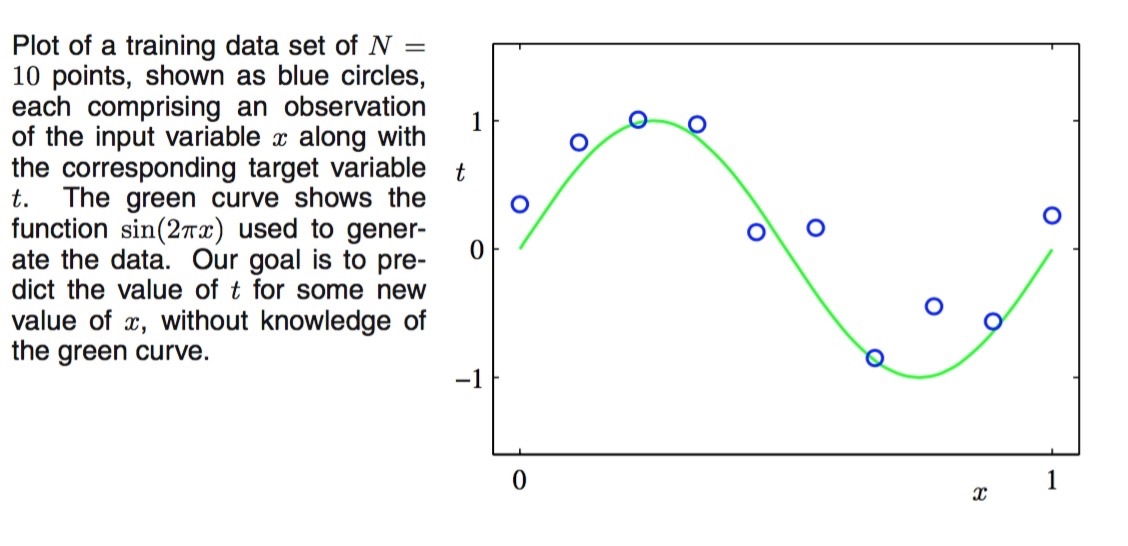 Plot of a training data set of N =
10 points, shown as blue circles,
each comprising an observation
of the input variable x along with
the corresponding target variable
t. The green curve shows the
function sin(2πx) used to gener-
ate the data. Our goal is to pre-
dict the value of t for some new
value of x, without knowledge of
the green curve.
1
t
0
−1
0
x
1